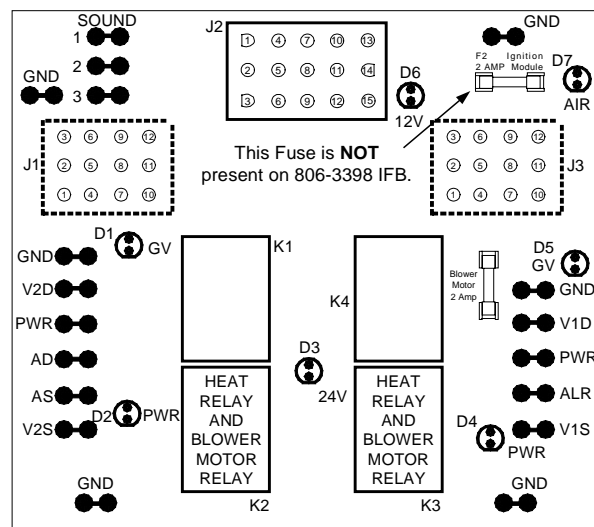 SOUND
1
2
3
GND
J2
1 4 7 10 13
2 5 8 11 14
3 6 9 12 15
D6
12V
GND
F2 Ignition
2 AMP Module
D7
AIR
This Fuse is NOT
present on 806-3398 IFB.
J1
3 6 9 12
2 5 8 11
1 4 7 10
J3
3 6 9 12
2 5 8 11
1 4 7 10
D1
GV
GND
V2D
PWR
AD
AS
V2S
D2
PWR
GND
K1
K4
D3
24V
HEAT
RELAY
AND
BLOWER
MOTOR
RELAY
K2
HEAT
RELAY
AND
BLOWER
MOTOR
RELAY
K3
Blower
Motor
2 Amp
D5
GV
GND
V1D
PWR
ALR
V1S
D4
PWR
GND